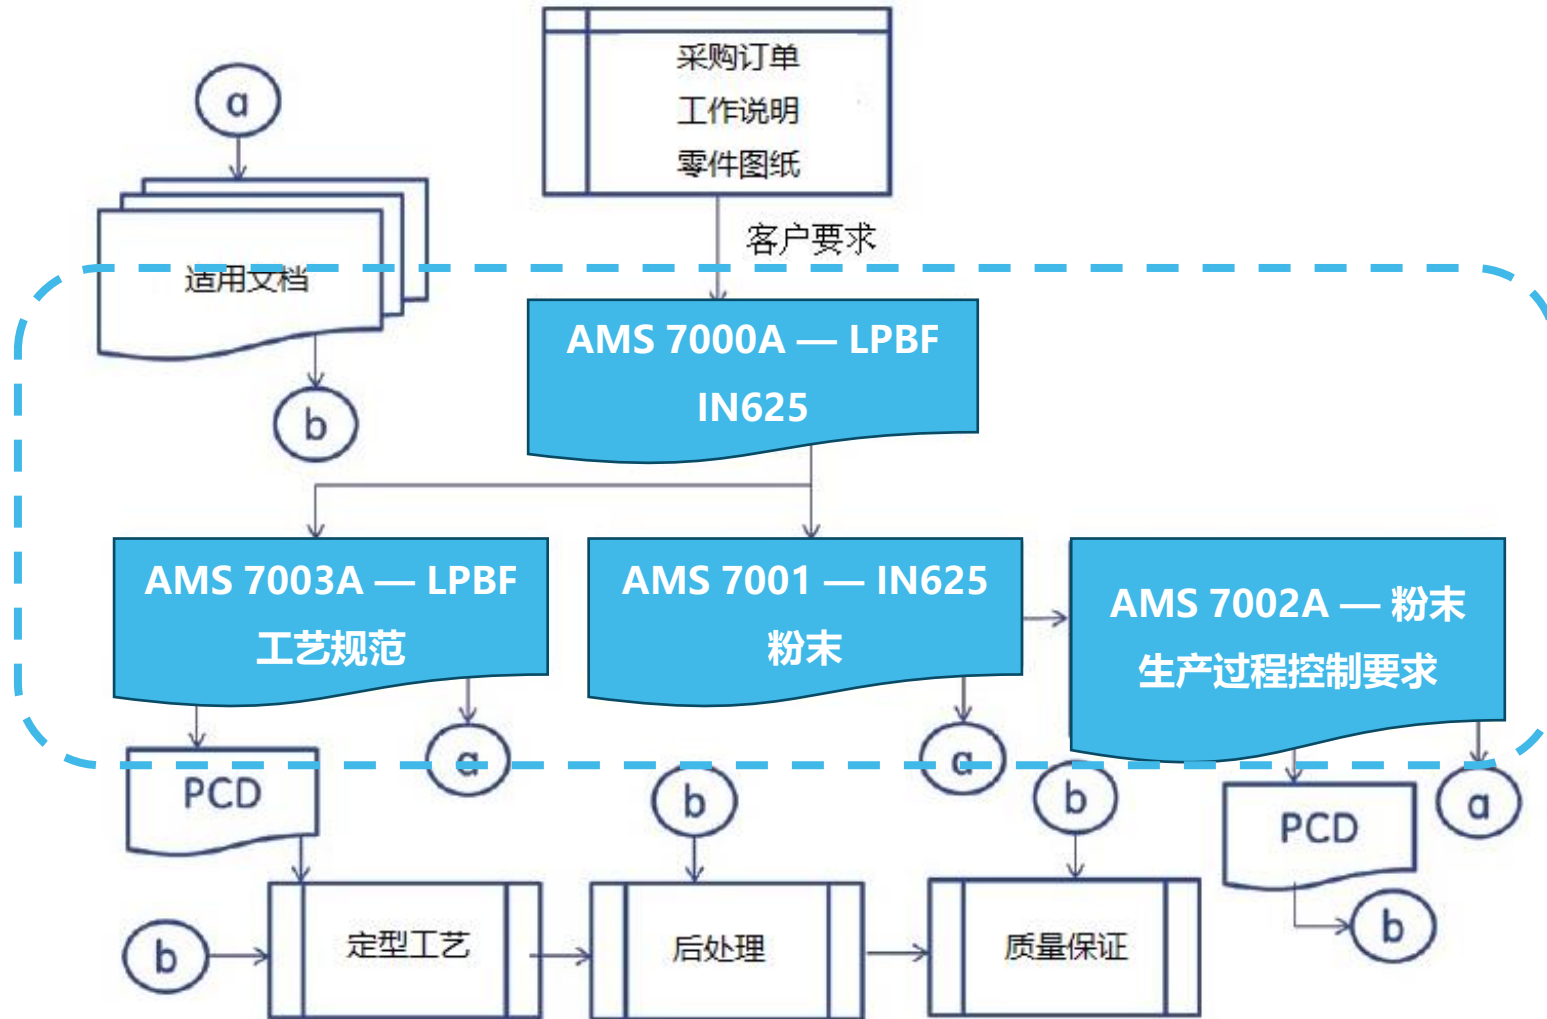 采购订单
工作说明
零件图纸
a
客户要求
适用文档
AMS 7000A — LPBF
IN625
b
AMS 7003A — LPBF
工艺规范
AMS 7001 — IN625
粉末
AMS 7002A — 粉末
生产过程控制要求
a
a
PCD
b
b
a
PCD
b
定型工艺
后处理
质量保证
b